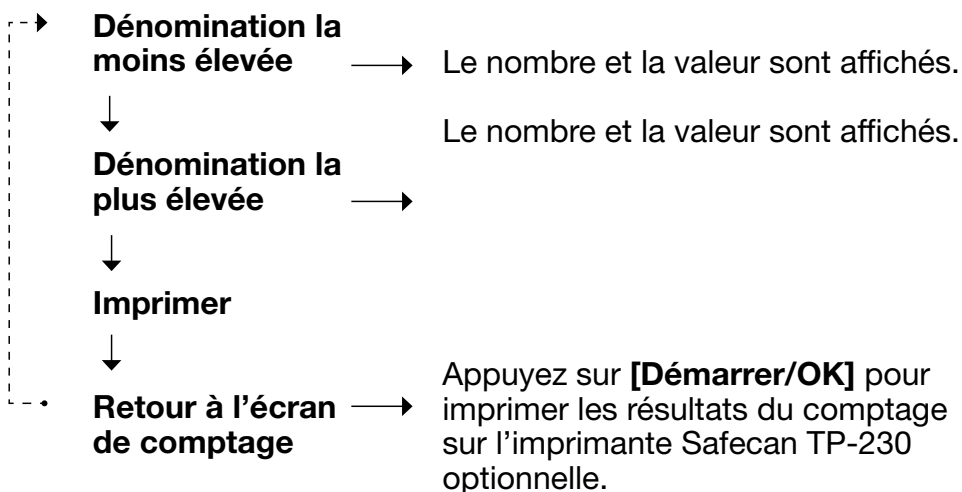 Dénomination la
moins élevée
Le nombre et la valeur sont affichés.
Le nombre et la valeur sont affichés.
Dénomination la
plus élevée
Imprimer
Retour à l’écran
de comptage
Appuyez sur [Démarrer/OK] pour
imprimer les résultats du comptage
sur l’imprimante Safecan TP-230
optionnelle.